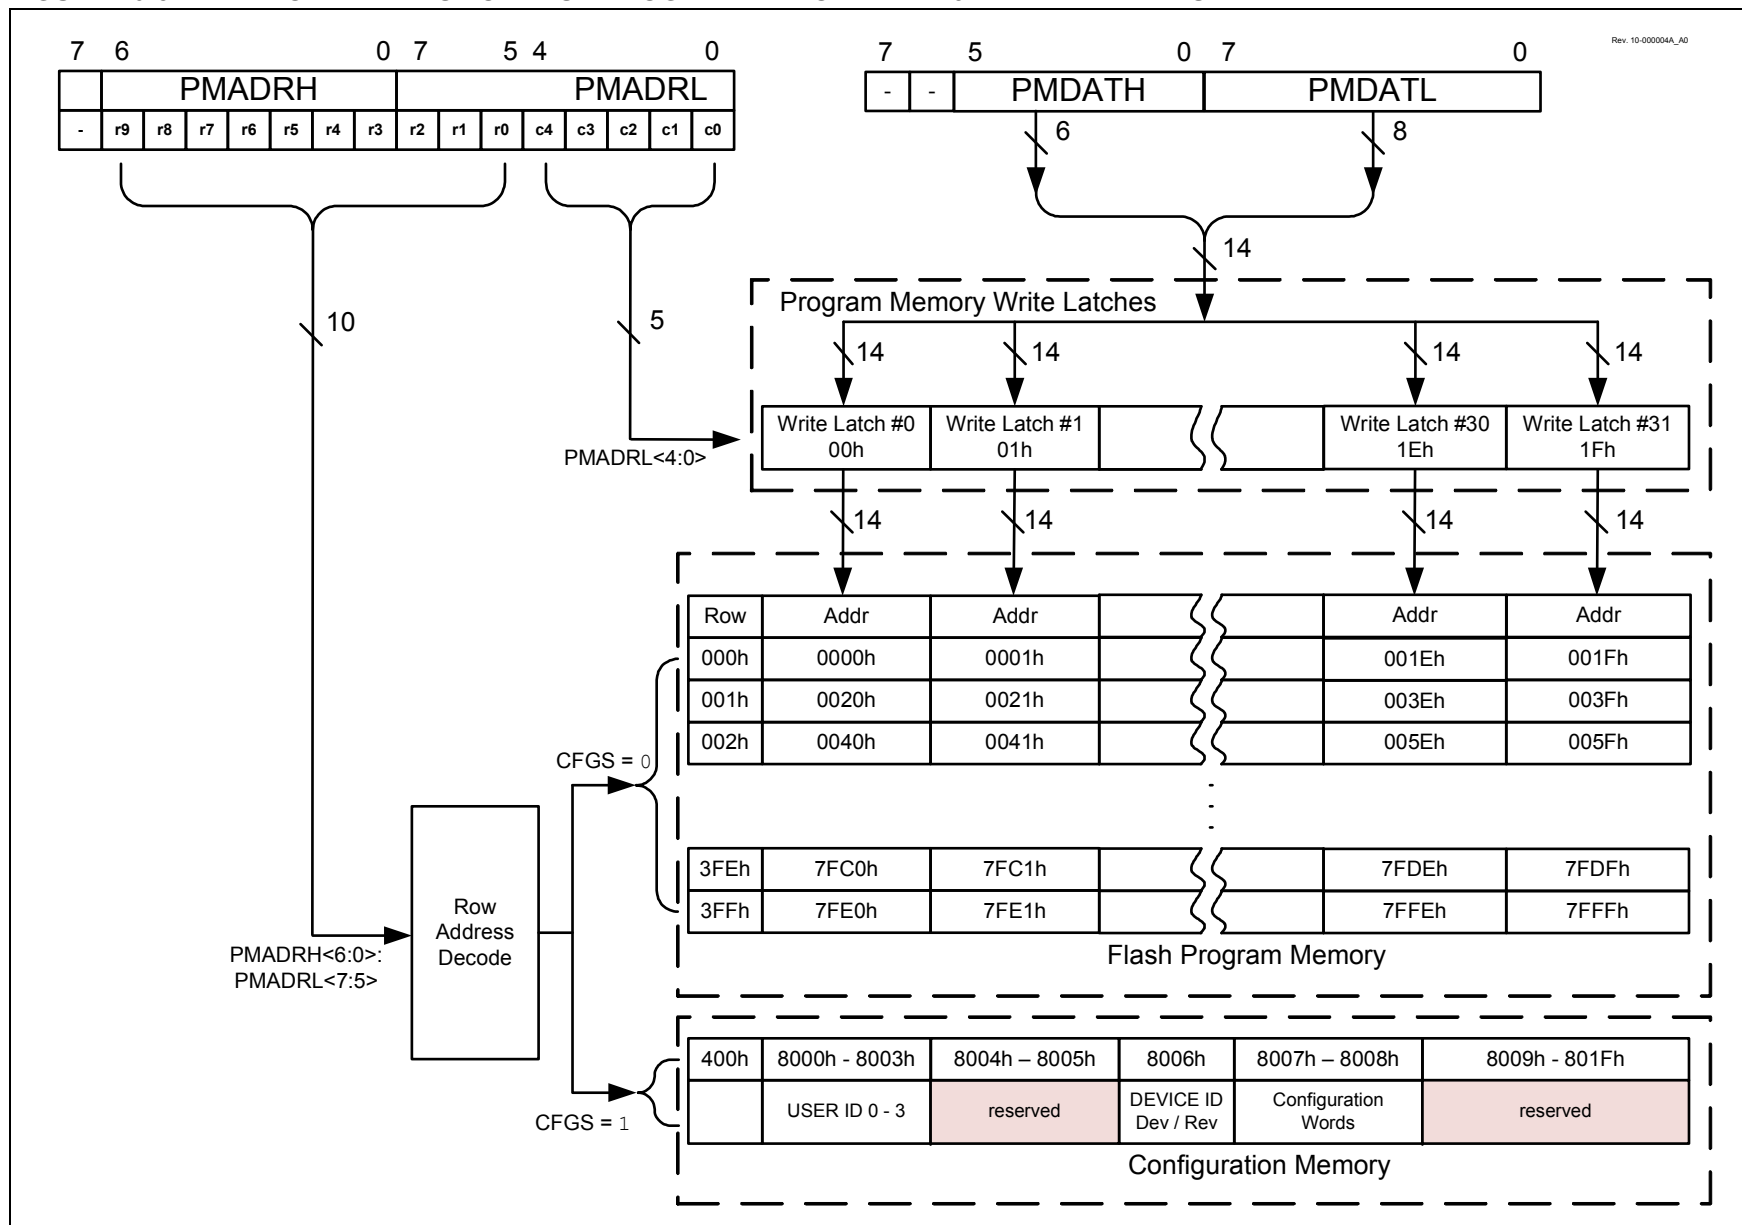 Rev. 10-000004A_A0
7 6 0 7 5 4 0
7 5 0 7 0
PMADRH PMADRL
- - PMDATH PMDATL
- r9 r8 r7 r6 r5 r4 r3 r2 r1 r0 c4 c3 c2 c1 c0
6 8
14
10
5
Program Memory Write Latches
14 14 14 14
Write Latch #0
00h
Write Latch #1
01h
Write Latch #30
1Eh
Write Latch #31
1Fh
PMADRL<4:0>
14 14 14 14
Row Addr Addr Addr Addr
000h 0000h 0001h 001Eh 001Fh
001h 0020h 0021h 003Eh 003Fh
002h 0040h 0041h 005Eh 005Fh
CFGS = 0
3FEh 7FC0h 7FC1h 7FDEh 7FDFh
3FFh 7FE0h 7FE1h 7FFEh 7FFFh
Row
Address
Decode
PMADRH<6:0>:
PMADRL<7:5>
Flash Program Memory
400h 8000h - 8003h 8004h – 8005h 8006h 8007h – 8008h 8009h - 801Fh
USER ID 0 - 3
reserved
DEVICE ID
Dev / Rev
Configuration
Words
reserved
CFGS = 1
Configuration Memory